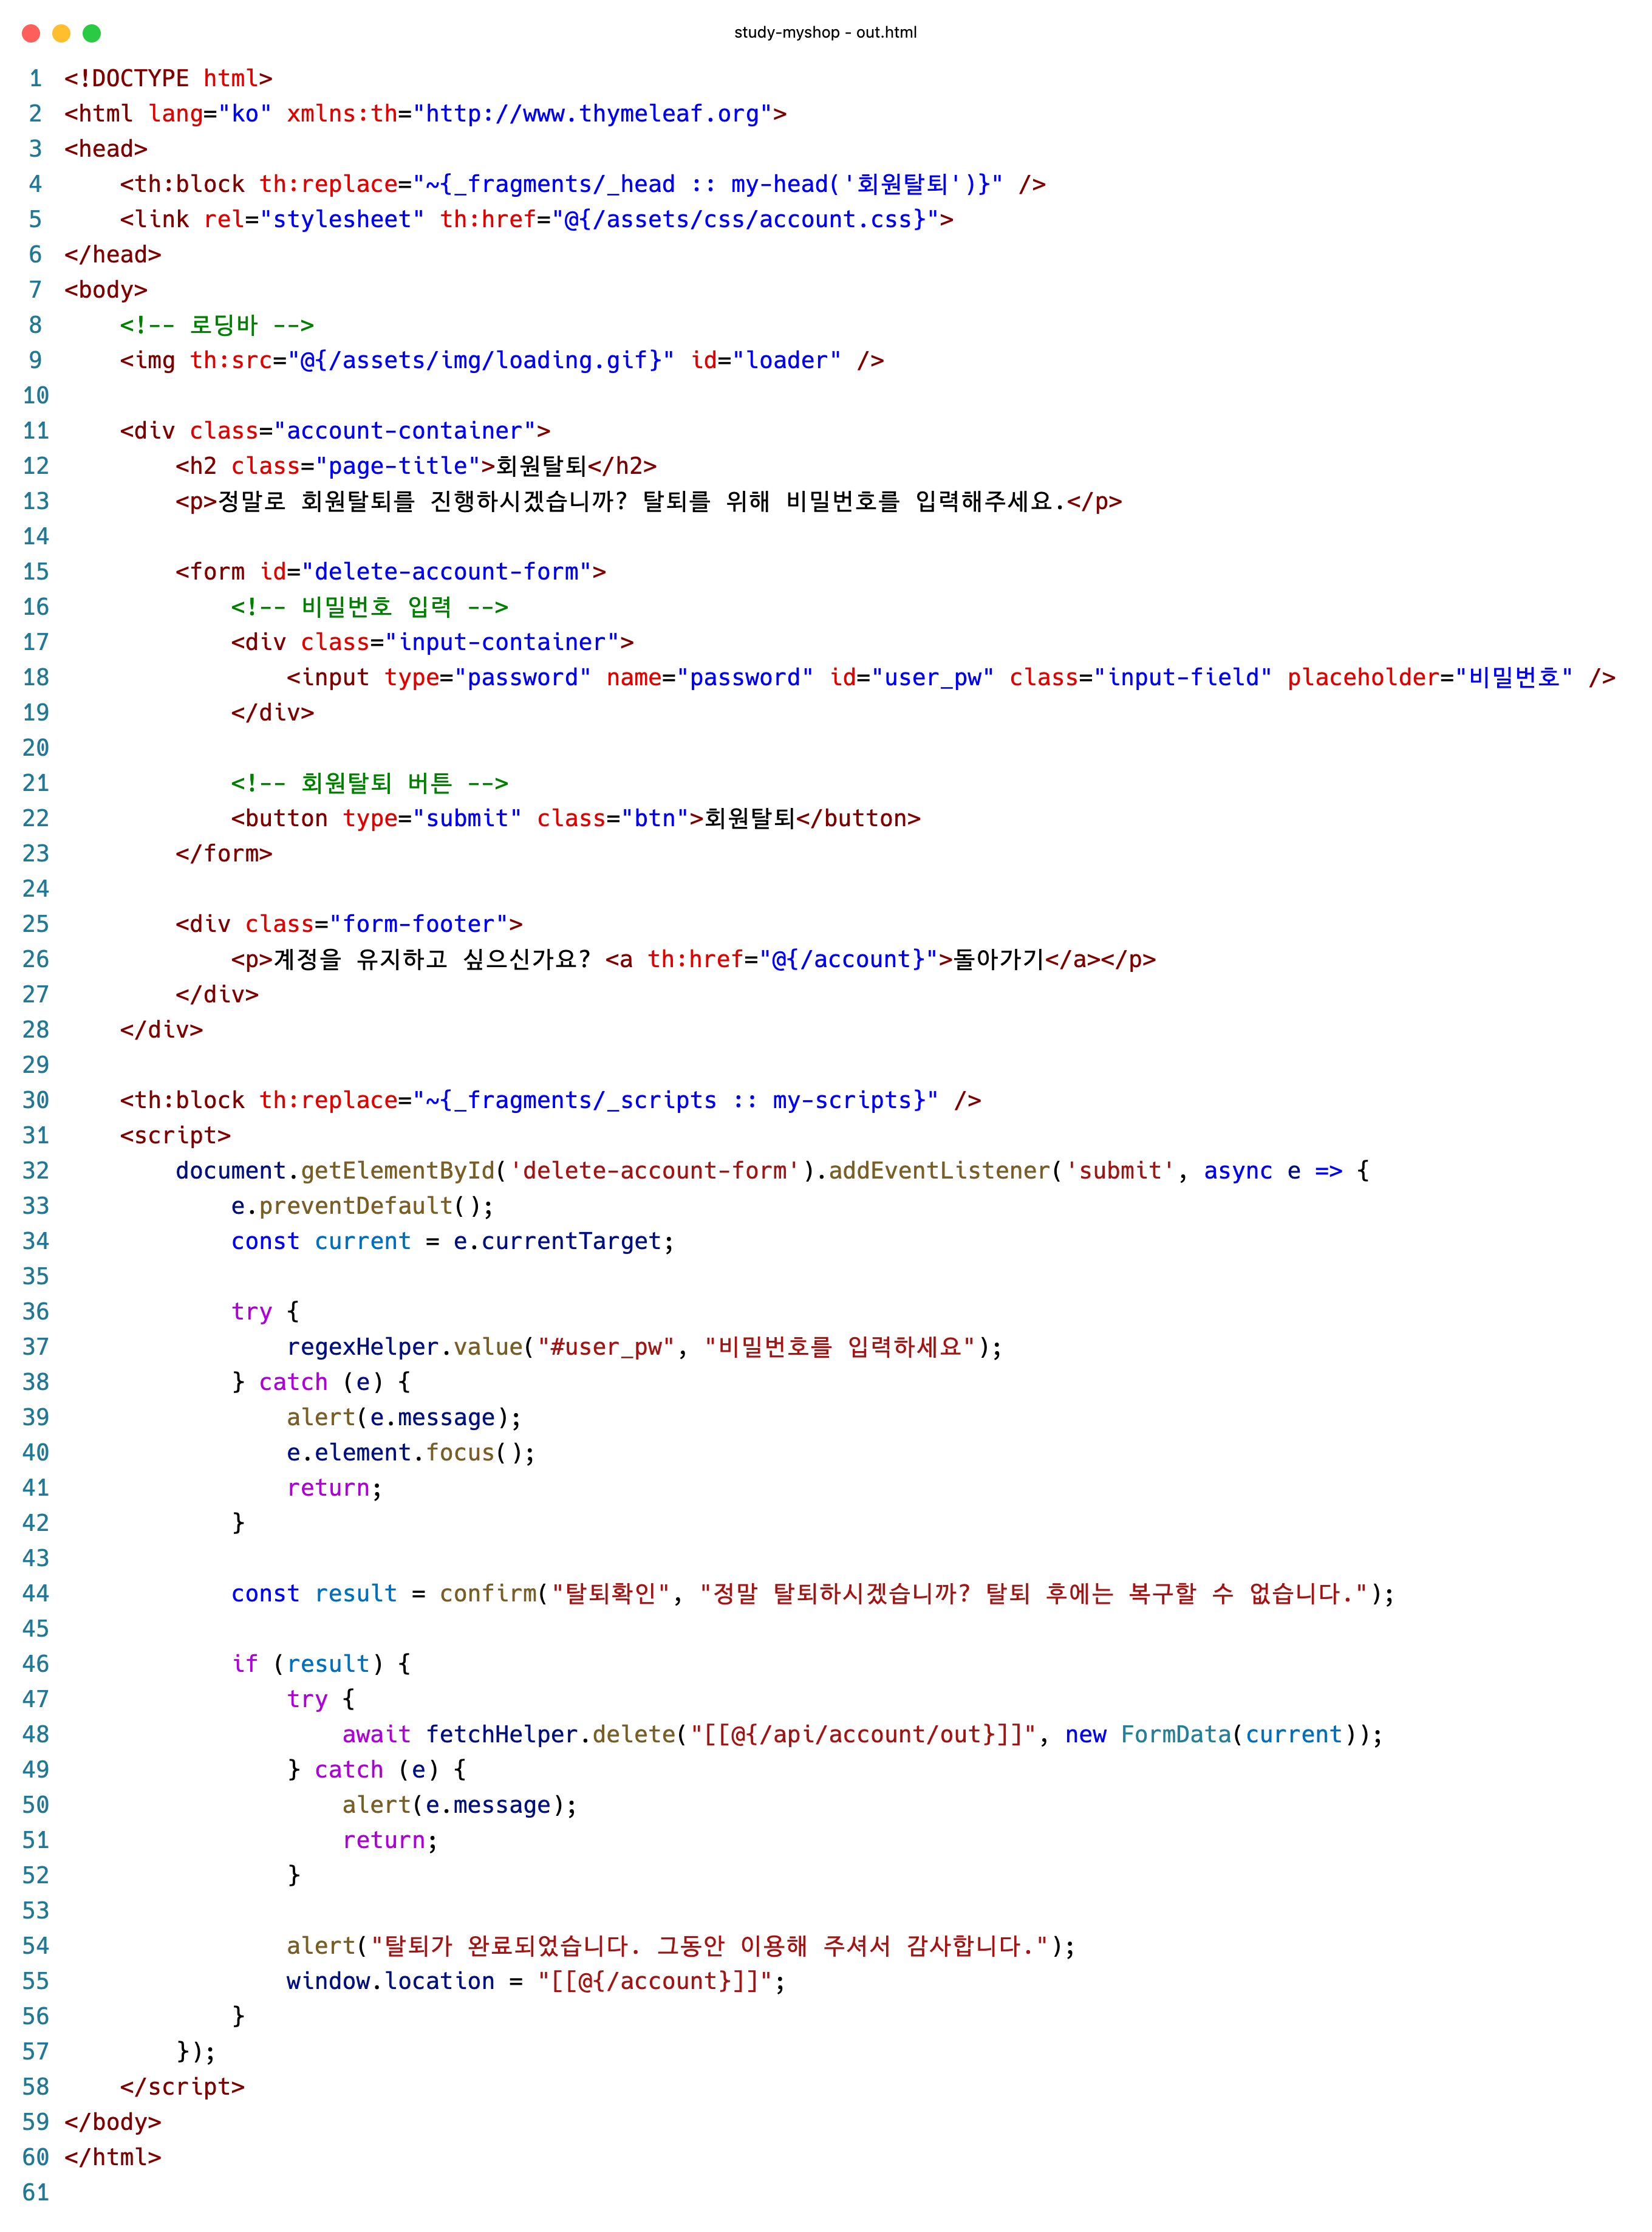 study-myshop - out.html
1 <!DOCTYPE html>
2 <html lang="ko" xmlns:th="http://www.thymeleaf.org">
3 <head>
4     <th:block th:replace="~{_fragments/_head :: my-head('회원탈퇴')}" />
5     <link rel="stylesheet" th:href="@{/assets/css/account.css}">
6 </head>
7 <body>
8     <!-- 로딩바 -->
9     <img th:src="@{/assets/img/loading.gif}" id="loader" />
10
11     <div class="account-container">
12         <h2 class="page-title">회원탈퇴</h2>
13         <p>정말로 회원탈퇴를 진행하시겠습니까? 탈퇴를 위해 비밀번호를 입력해주세요.</p>
14
15         <form id="delete-account-form">
16             <!-- 비밀번호 입력 -->
17             <div class="input-container">
18                 <input type="password" name="password" id="user_pw" class="input-field" placeholder="비밀번호" />
19             </div>
20
21             <!-- 회원탈퇴 버튼 -->
22             <button type="submit" class="btn">회원탈퇴</button>
23         </form>
24
25         <div class="form-footer">
26             <p>계정을 유지하고 싶으신가요? <a th:href="@{/account}">돌아가기</a></p>
27         </div>
28     </div>
29
30     <th:block th:replace="~{_fragments/_scripts :: my-scripts}" />
31     <script>
32         document.getElementById('delete-account-form').addEventListener('submit', async e => {
33             e.preventDefault();
34             const current = e.currentTarget;
35
36             try {
37                 regexHelper.value("#user_pw", "비밀번호를 입력하세요");
38             } catch (e) {
39                 alert(e.message);
40                 e.element.focus();
41                 return;
42             }
43
44             const result = confirm("탈퇴확인", "정말 탈퇴하시겠습니까? 탈퇴 후에는 복구할 수 없습니다.");
45
46             if (result) {
47                 try {
48                     await fetchHelper.delete("[[@{/api/account/out}]]", new FormData(current));
49                 } catch (e) {
50                     alert(e.message);
51                     return;
52                 }
53
54                 alert("탈퇴가 완료되었습니다. 그동안 이용해 주셔서 감사합니다.");
55                 window.location = "[[@{/account}]]";
56             }
57         });
58     </script>
59 </body>
60 </html>
61